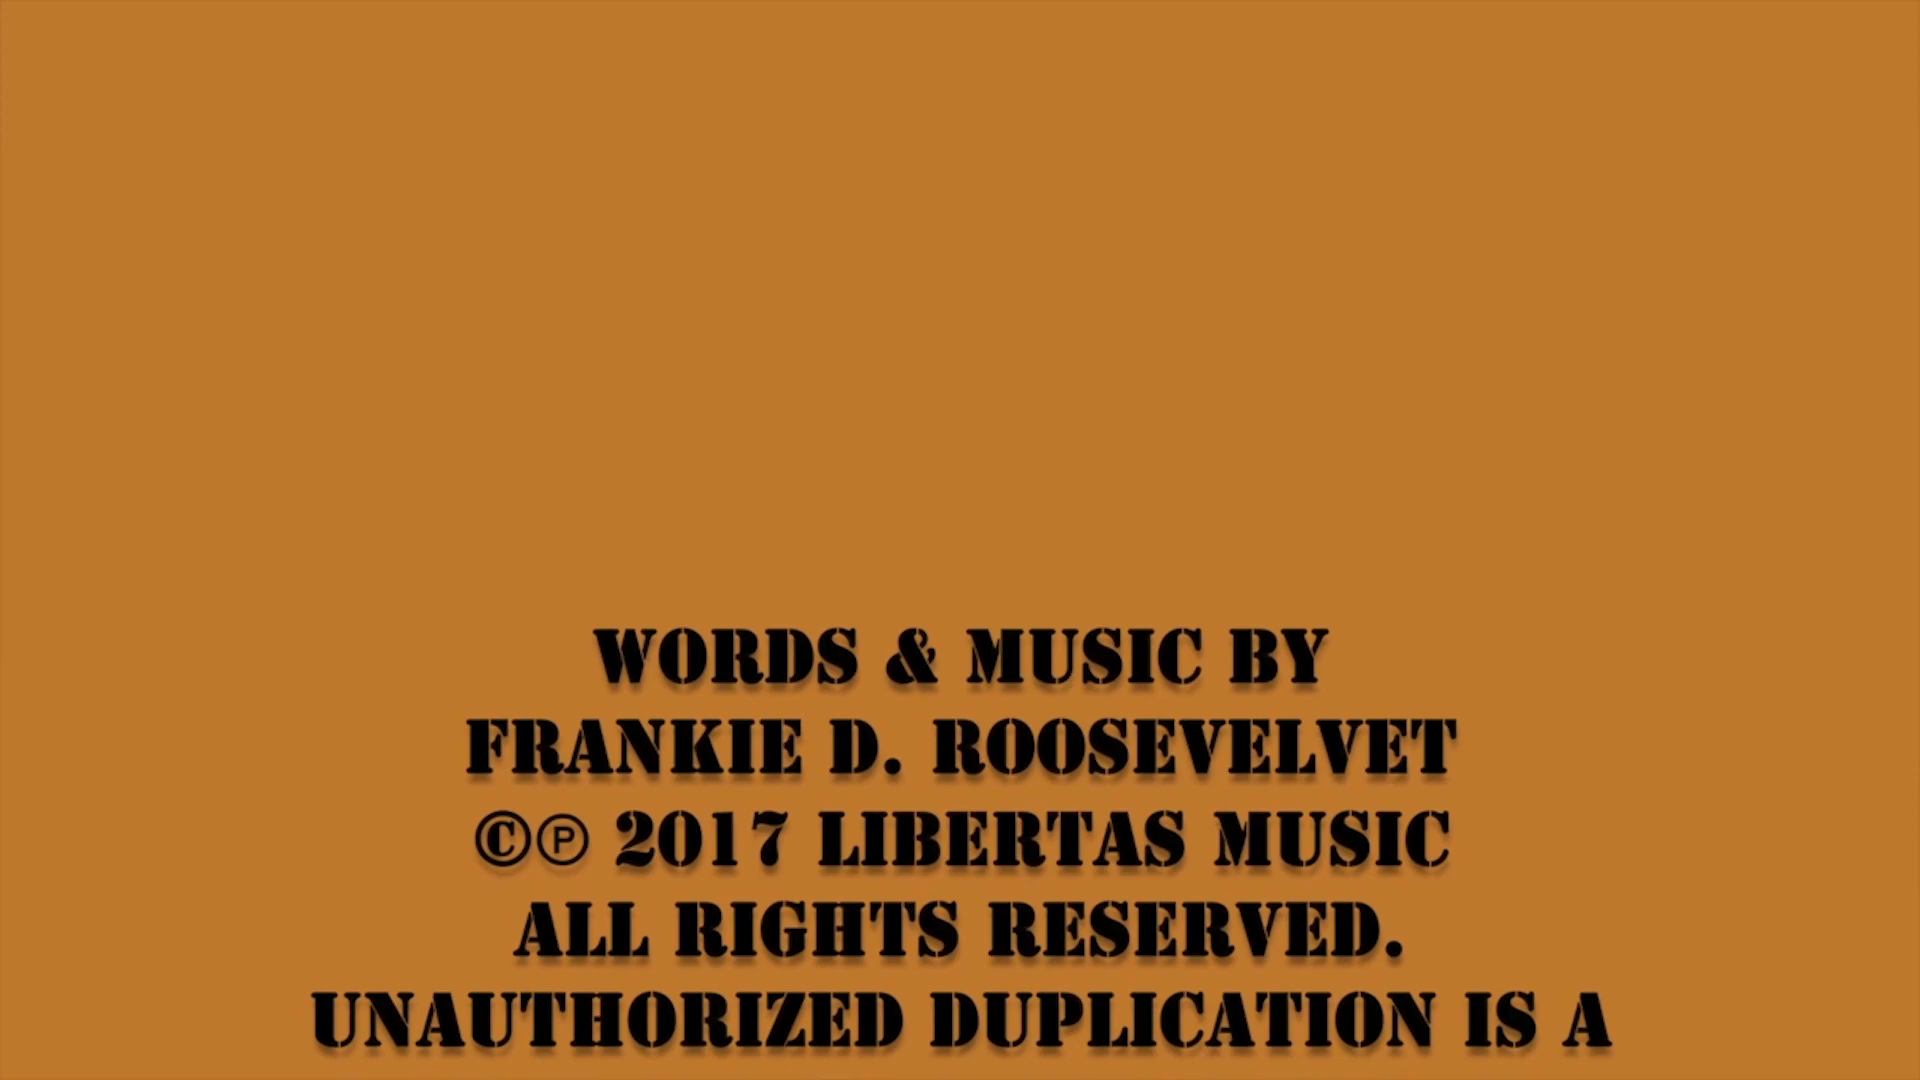 WORDS & MUSIC BY
FRANKIE D. ROOSEVELVET
©℗ 2017 LIBERTAS MUSIC
ALL RIGHTS RESERVED.
UNAUTHORIZED DUPLICATION IS A